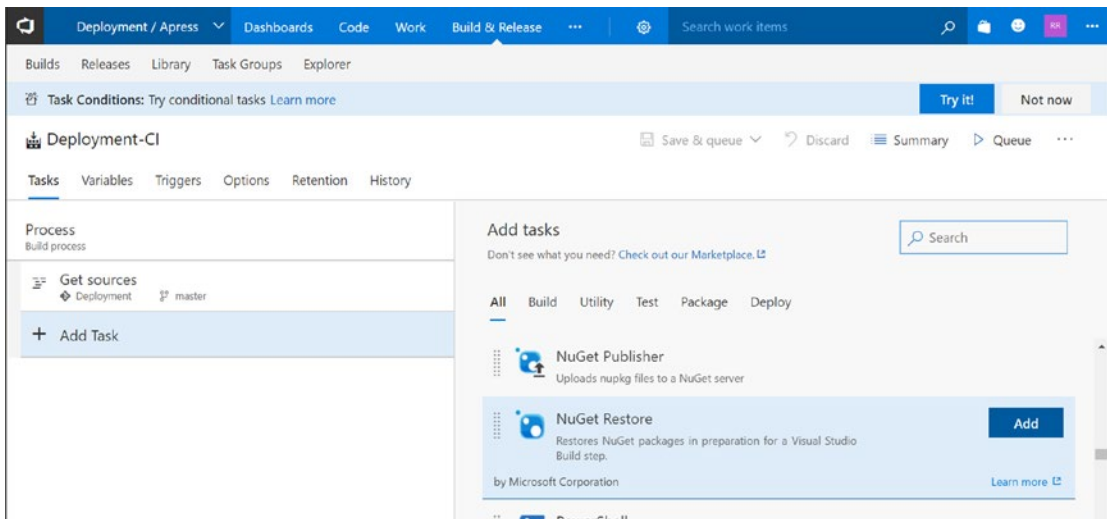 Deployment / Apress Dashboards Code Work Build & Release ... Search work items RR ...
Builds Releases Library Task Groups Explorer
Task Conditions: Try conditional tasks Learn more Try it! Not now
Deployment-CI Save & queue Discard Summary Queue ...
Tasks Variables Triggers Options Retention History
Process
Build process
Get sources
Deployment master
+ Add Task
Add tasks
Search
Don't see what you need? Check out our Marketplace.
All Build Utility Test Package Deploy
NuGet Publisher
Uploads nupkg files to a NuGet server
NuGet Restore
Add
Restores NuGet packages in preparation for a Visual Studio
Build step.
by Microsoft Corporation Learn more